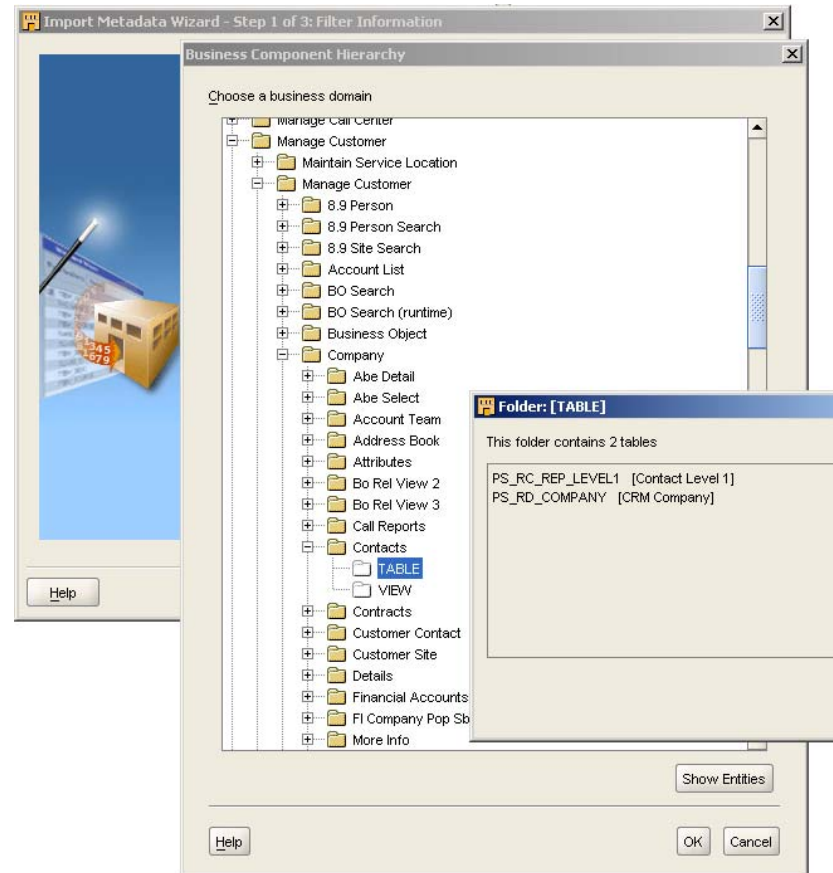 Import Metadata Wizard - Step 1 of 3: Filter Information
Business Component Hierarchy
Choose a business domain
Manage Call Center
Manage Customer
Maintain Service Location
Manage Customer
8.9 Person
8.9 Person Search
8.9 Site Search
Account List
BO Search
BO Search (runtime)
Business Object
Company
Abe Detail
Abe Select
Account Team
Address Book
Attributes
Bo Rel View 2
Bo Rel View 3
Call Reports
Contacts
TABLE
VIEW
Contracts
Customer Contact
Customer Site
Details
Financial Accounts
FI Company Pop Sb
More Info
Folder: [TABLE]
This folder contains 2 tables
PS_RC_REP_LEVEL1 [Contact Level 1]
PS_RD_COMPANY [CRM Company]
Help
Show Entities
Help
OK
Cancel